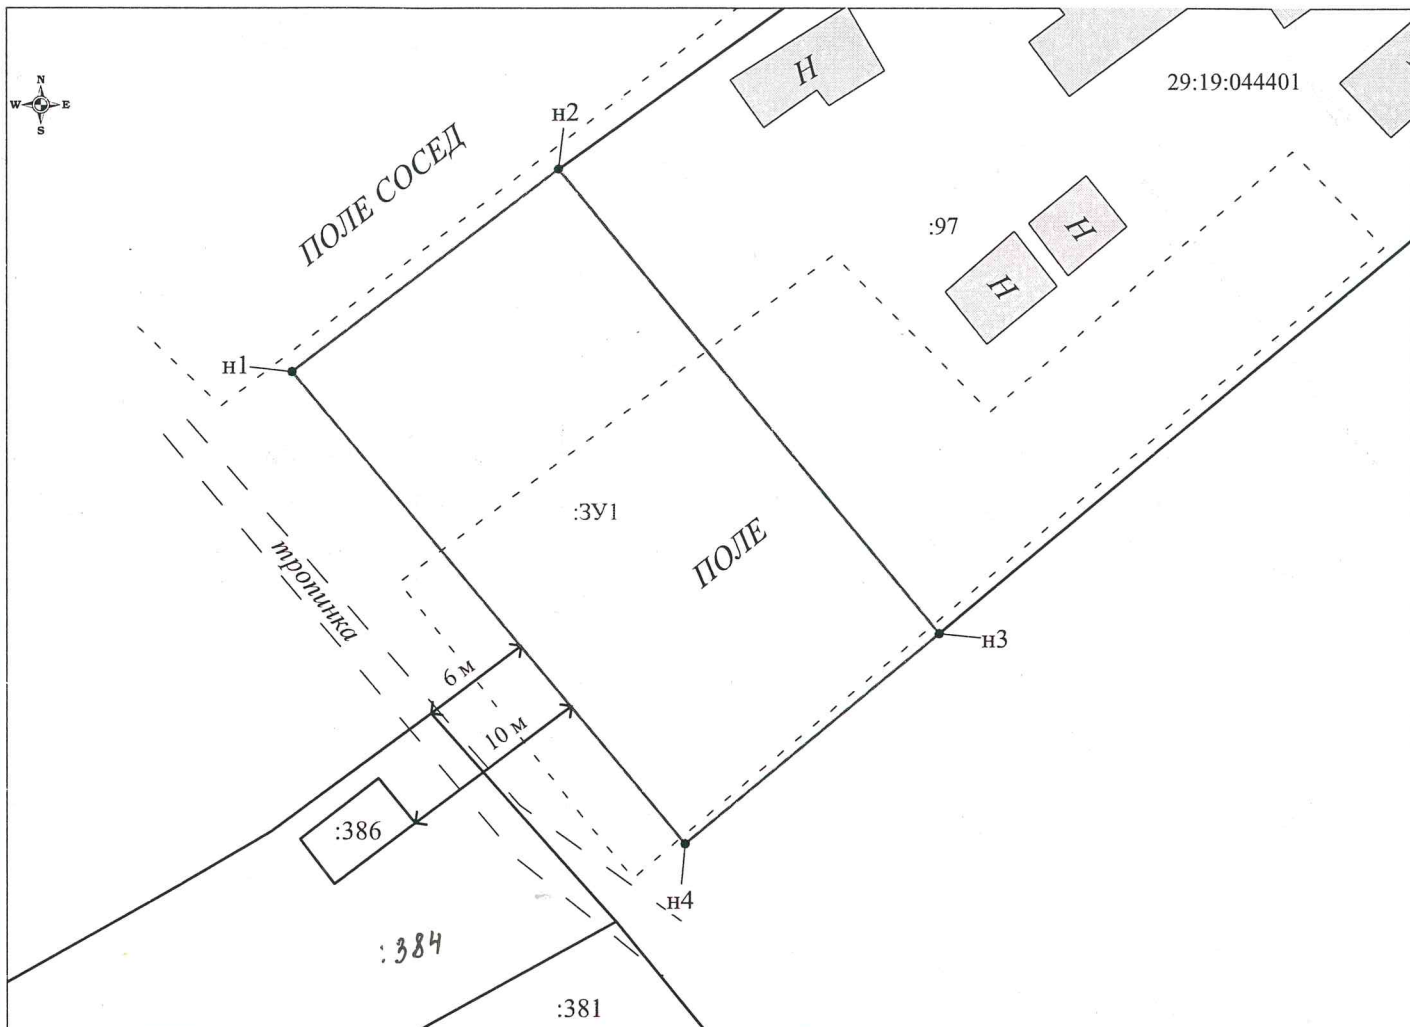 29:19:044401
Н
N
W E
S
н2
ПОЛЕ СОСЕД
:97
Н
Н
н1
:ЗУ1
ПОЛЕ
тропинка
н3
6 м
10 м
:386
н4
:384
:381